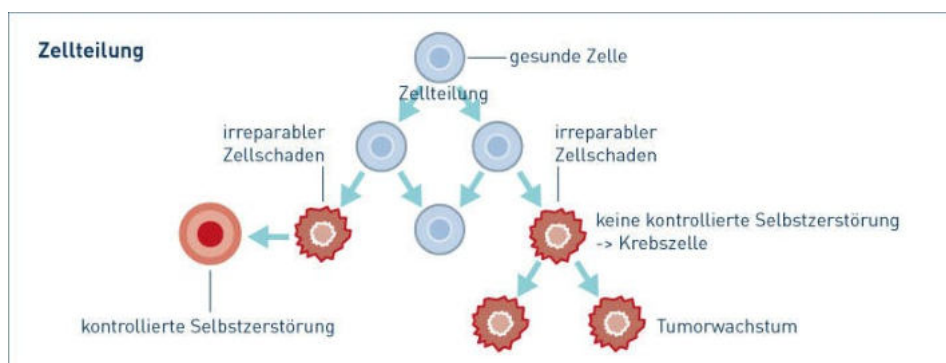 Zellteilung
gesunde Zelle
Zellteilung
irreparabler
Zellschaden
irreparabler
Zellschaden
keine kontrollierte Selbstzerstörung
-> Krebszelle
kontrollierte Selbstzerstörung
Tumorwachstum